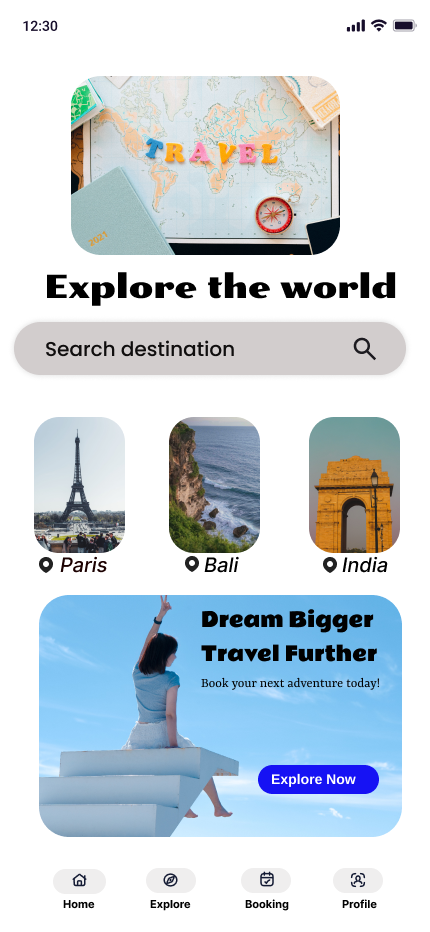 12:30
TRAVEL
2021
Explore the world
Search destination
Paris
Bali
India
Dream Bigger
Travel Further
Book your next adventure today!
Explore Now
Home
Explore
Booking
Profile